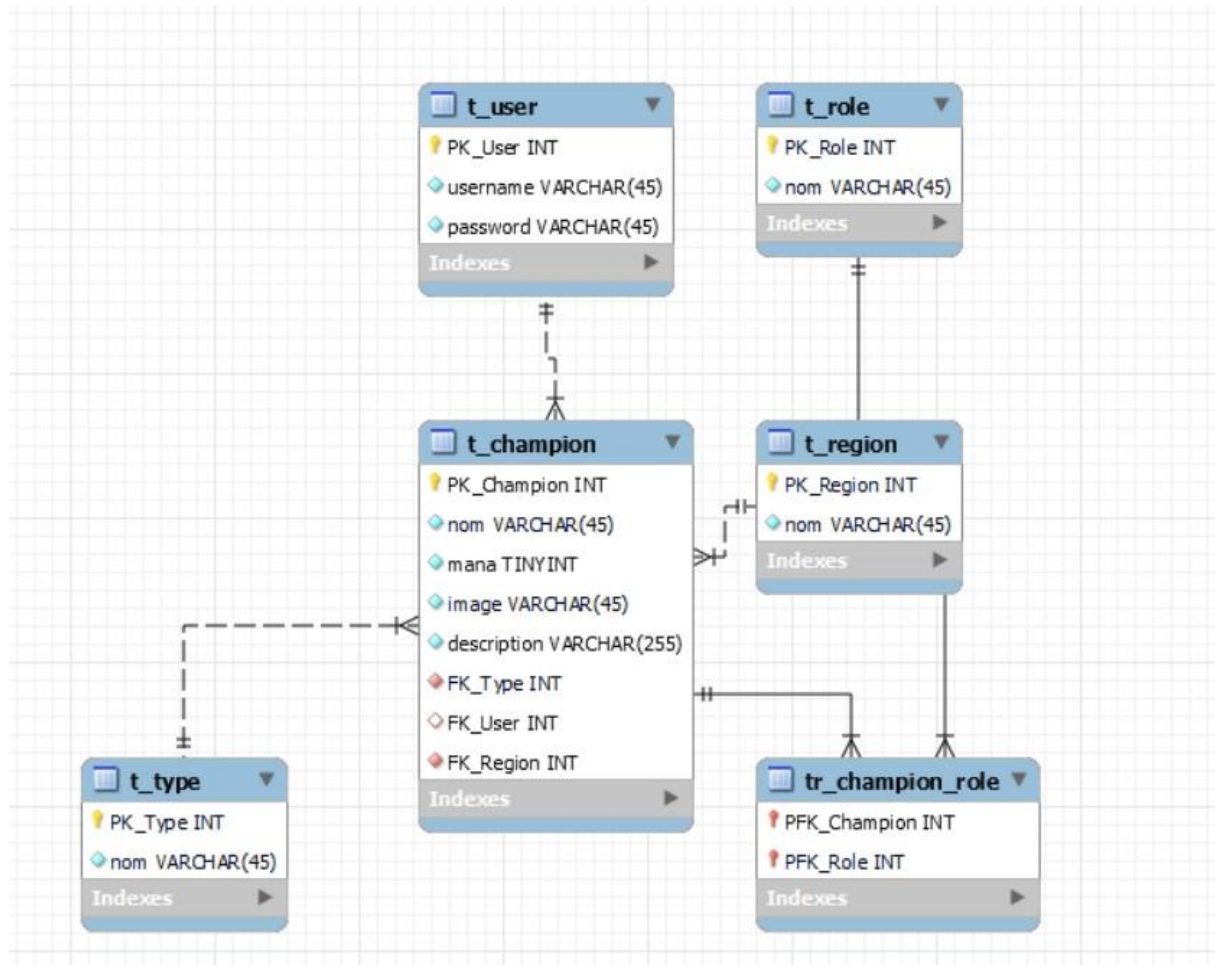 t_user
PK_User INT
username VARCHAR(45)
password VARCHAR(45)
Indexes
t_role
PK_Role INT
nom VARCHAR(45)
Indexes
t_champion
PK_Champion INT
nom VARCHAR(45)
mana TINYINT
image VARCHAR(45)
description VARCHAR(255)
FK_Type INT
FK_User INT
FK_Region INT
Indexes
t_region
PK_Region INT
nom VARCHAR(45)
Indexes
t_type
PK_Type INT
nom VARCHAR(45)
Indexes
tr_champion_role
PFK_Champion INT
PFK_Role INT
Indexes